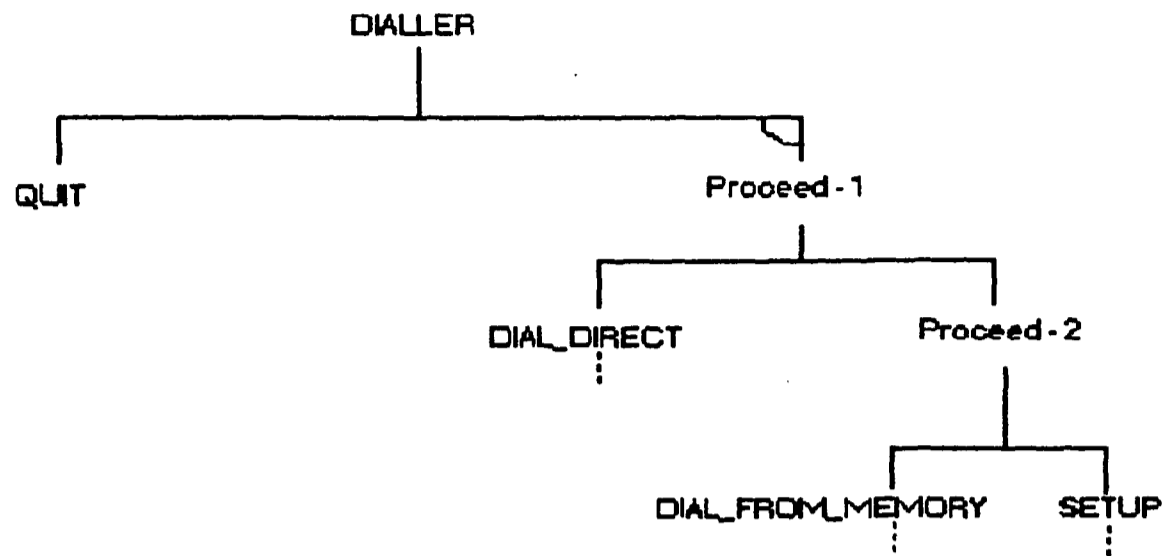 DIALLER
QUIT
Proceed-1
DIAL_DIRECT
Proceed-2
DIAL_FROM_MEMORY
SETUP